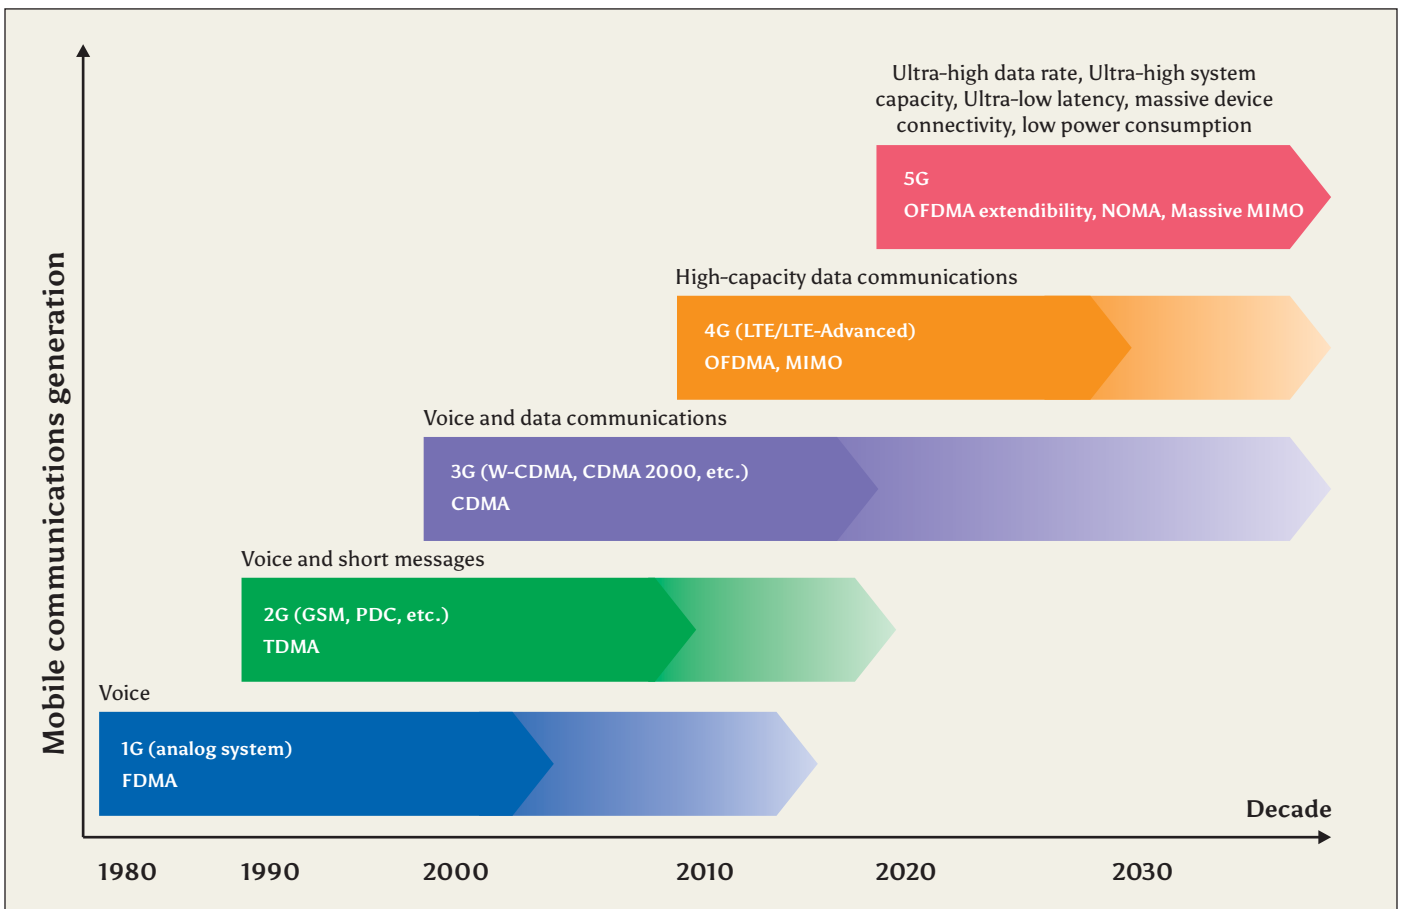 Ultra-high data rate, Ultra-high system
capacity, Ultra-low latency, massive device
connectivity, low power consumption
5G
OFDMA extendibility, NOMA, Massive MIMO
High-capacity data communications
4G (LTE/LTE-Advanced)
OFDMA, MIMO
Voice and data communications
3G (W-CDMA, CDMA 2000, etc.)
CDMA
Voice and short messages
2G (GSM, PDC, etc.)
TDMA
Voice
1G (analog system)
FDMA
Mobile communications generation
Decade
1980 1990 2000 2010 2020 2030